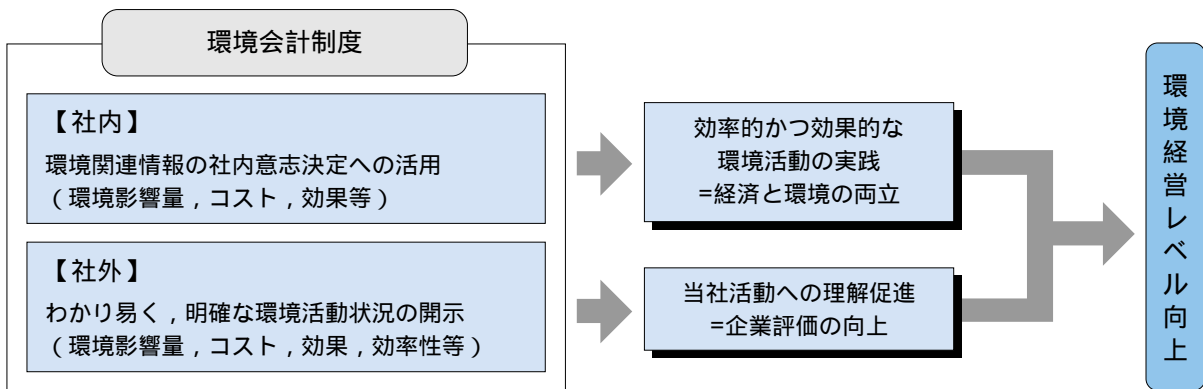 環境会計制度
【社内】
環境関連情報の社内意志決定への活用
（環境影響量，コスト，効果等）
【社外】
わかり易く，明確な環境活動状況の開示
（環境影響量，コスト，効果，効率性等）
効率的かつ効果的な
環境活動の実践
=経済と環境の両立
当社活動への理解促進
=企業評価の向上
環境経営レベル向上